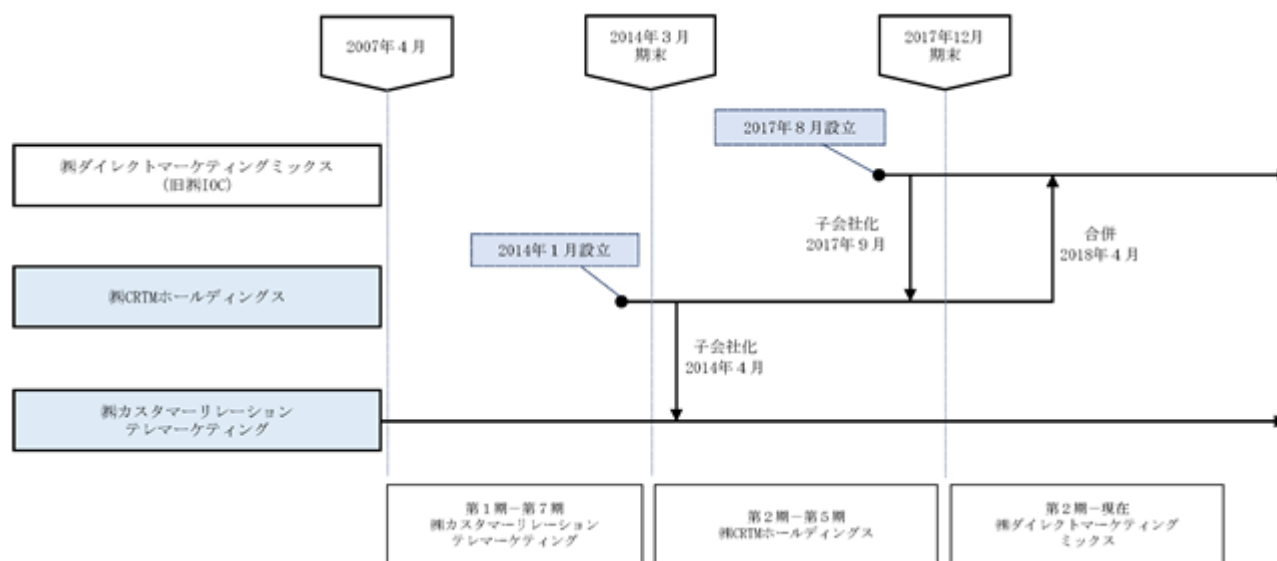 2007年4月
2014年3月
期末
2017年12月
期末
2017年8月設立
㈱ダイレクトマーケティングミックス
(旧㈱IOC)
子会社化
2017年9月
合併
2018年4月
2014年1月設立
㈱CRTMホールディングス
子会社化
2014年4月
㈱カスタマーリレーション
テレマーケティング
第1期－第7期
㈱カスタマーリレーション
テレマーケティング
第2期－第5期
㈱CRTMホールディングス
第2期－現在
㈱ダイレクトマーケティング
ミックス